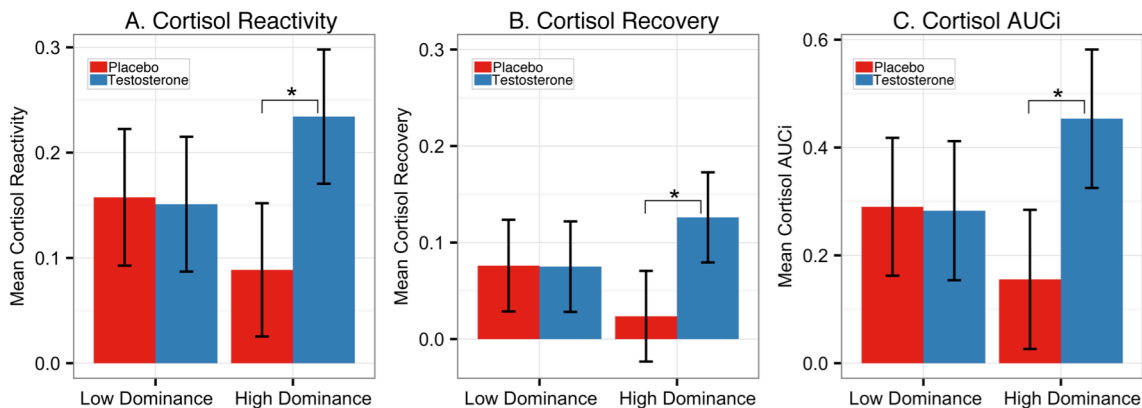 A. Cortisol Reactivity
Mean Cortisol Reactivity
0.3
0.2
0.1
0.0
Placebo
Testosterone
*
Low Dominance
High Dominance
B. Cortisol Recovery
Mean Cortisol Recovery
0.3
0.2
0.1
0.0
Placebo
Testosterone
*
Low Dominance
High Dominance
C. Cortisol AUCi
Mean Cortisol AUCi
0.6
0.4
0.2
0.0
Placebo
Testosterone
*
Low Dominance
High Dominance